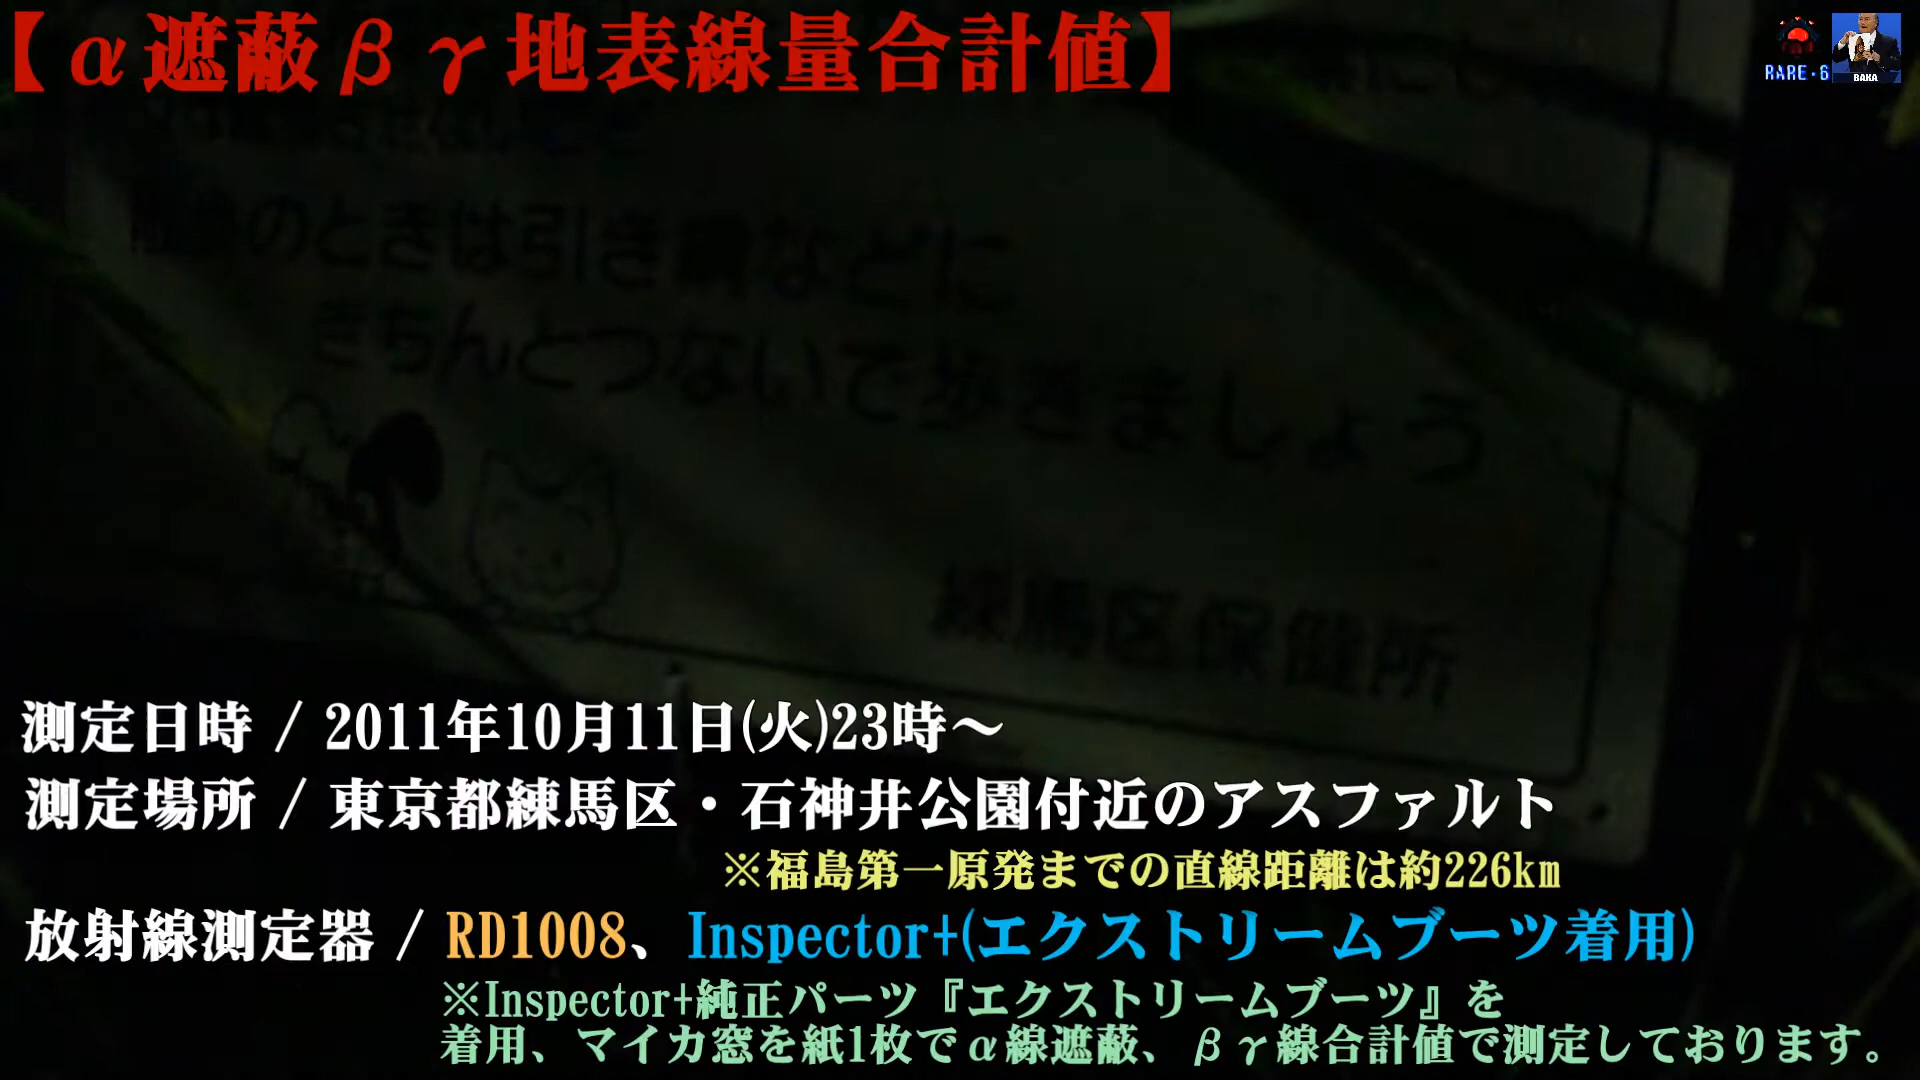 【α遮蔽βγ地表線量合計値】
RARE・6
BAKA
のときは引き綱などに
きちんとつないで歩きましょう
練馬区保健所
測定日時 / 2011年10月11日(火)23時〜
測定場所 / 東京都練馬区・石神井公園付近のアスファルト
※福島第一原発までの直線距離は約226km
放射線測定器 / RD1008、Inspector+(エクストリームブーツ着用)
※Inspector+純正パーツ『エクストリームブーツ』を
着用、マイカ窓を紙1枚でα線遮蔽、βγ線合計値で測定しております。